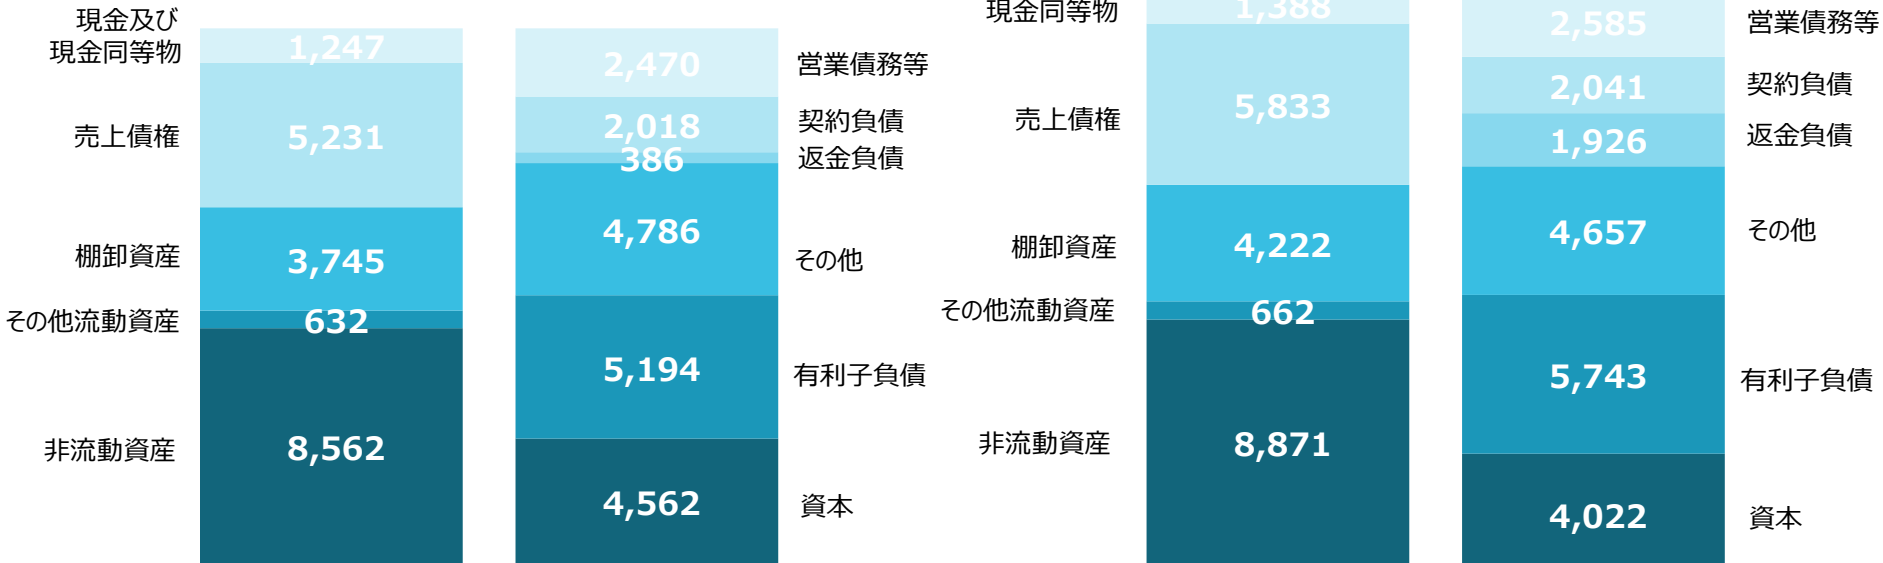 現金及び
現金同等物
1,247
売上債権
5,231
棚卸資産
3,745
その他流動資産
632
非流動資産
8,562
2,470
営業債務等
2,018
契約負債
386
返金負債
4,786
その他
5,194
有利子負債
4,562
資本
現金同等物
1,388
売上債権
5,833
棚卸資産
4,222
その他流動資産
662
非流動資産
8,871
2,585
営業債務等
2,041
契約負債
1,926
返金負債
4,657
その他
5,743
有利子負債
4,022
資本